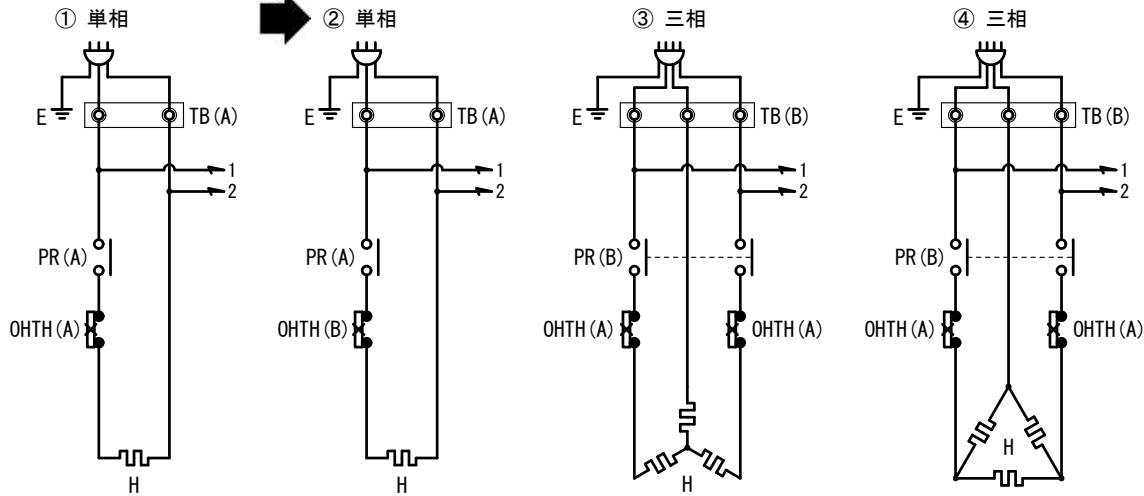 ① 単相
② 単相
③ 三相
④ 三相
E
TB(A)
E
TB(A)
E
TB(B)
E
TB(B)
1
1
1
1
2
2
2
2
PR(A)
PR(A)
PR(B)
PR(B)
OHTH(A)
OHTH(B)
OHTH(A)
OHTH(A)
OHTH(A)
OHTH(A)
H
H
H
H